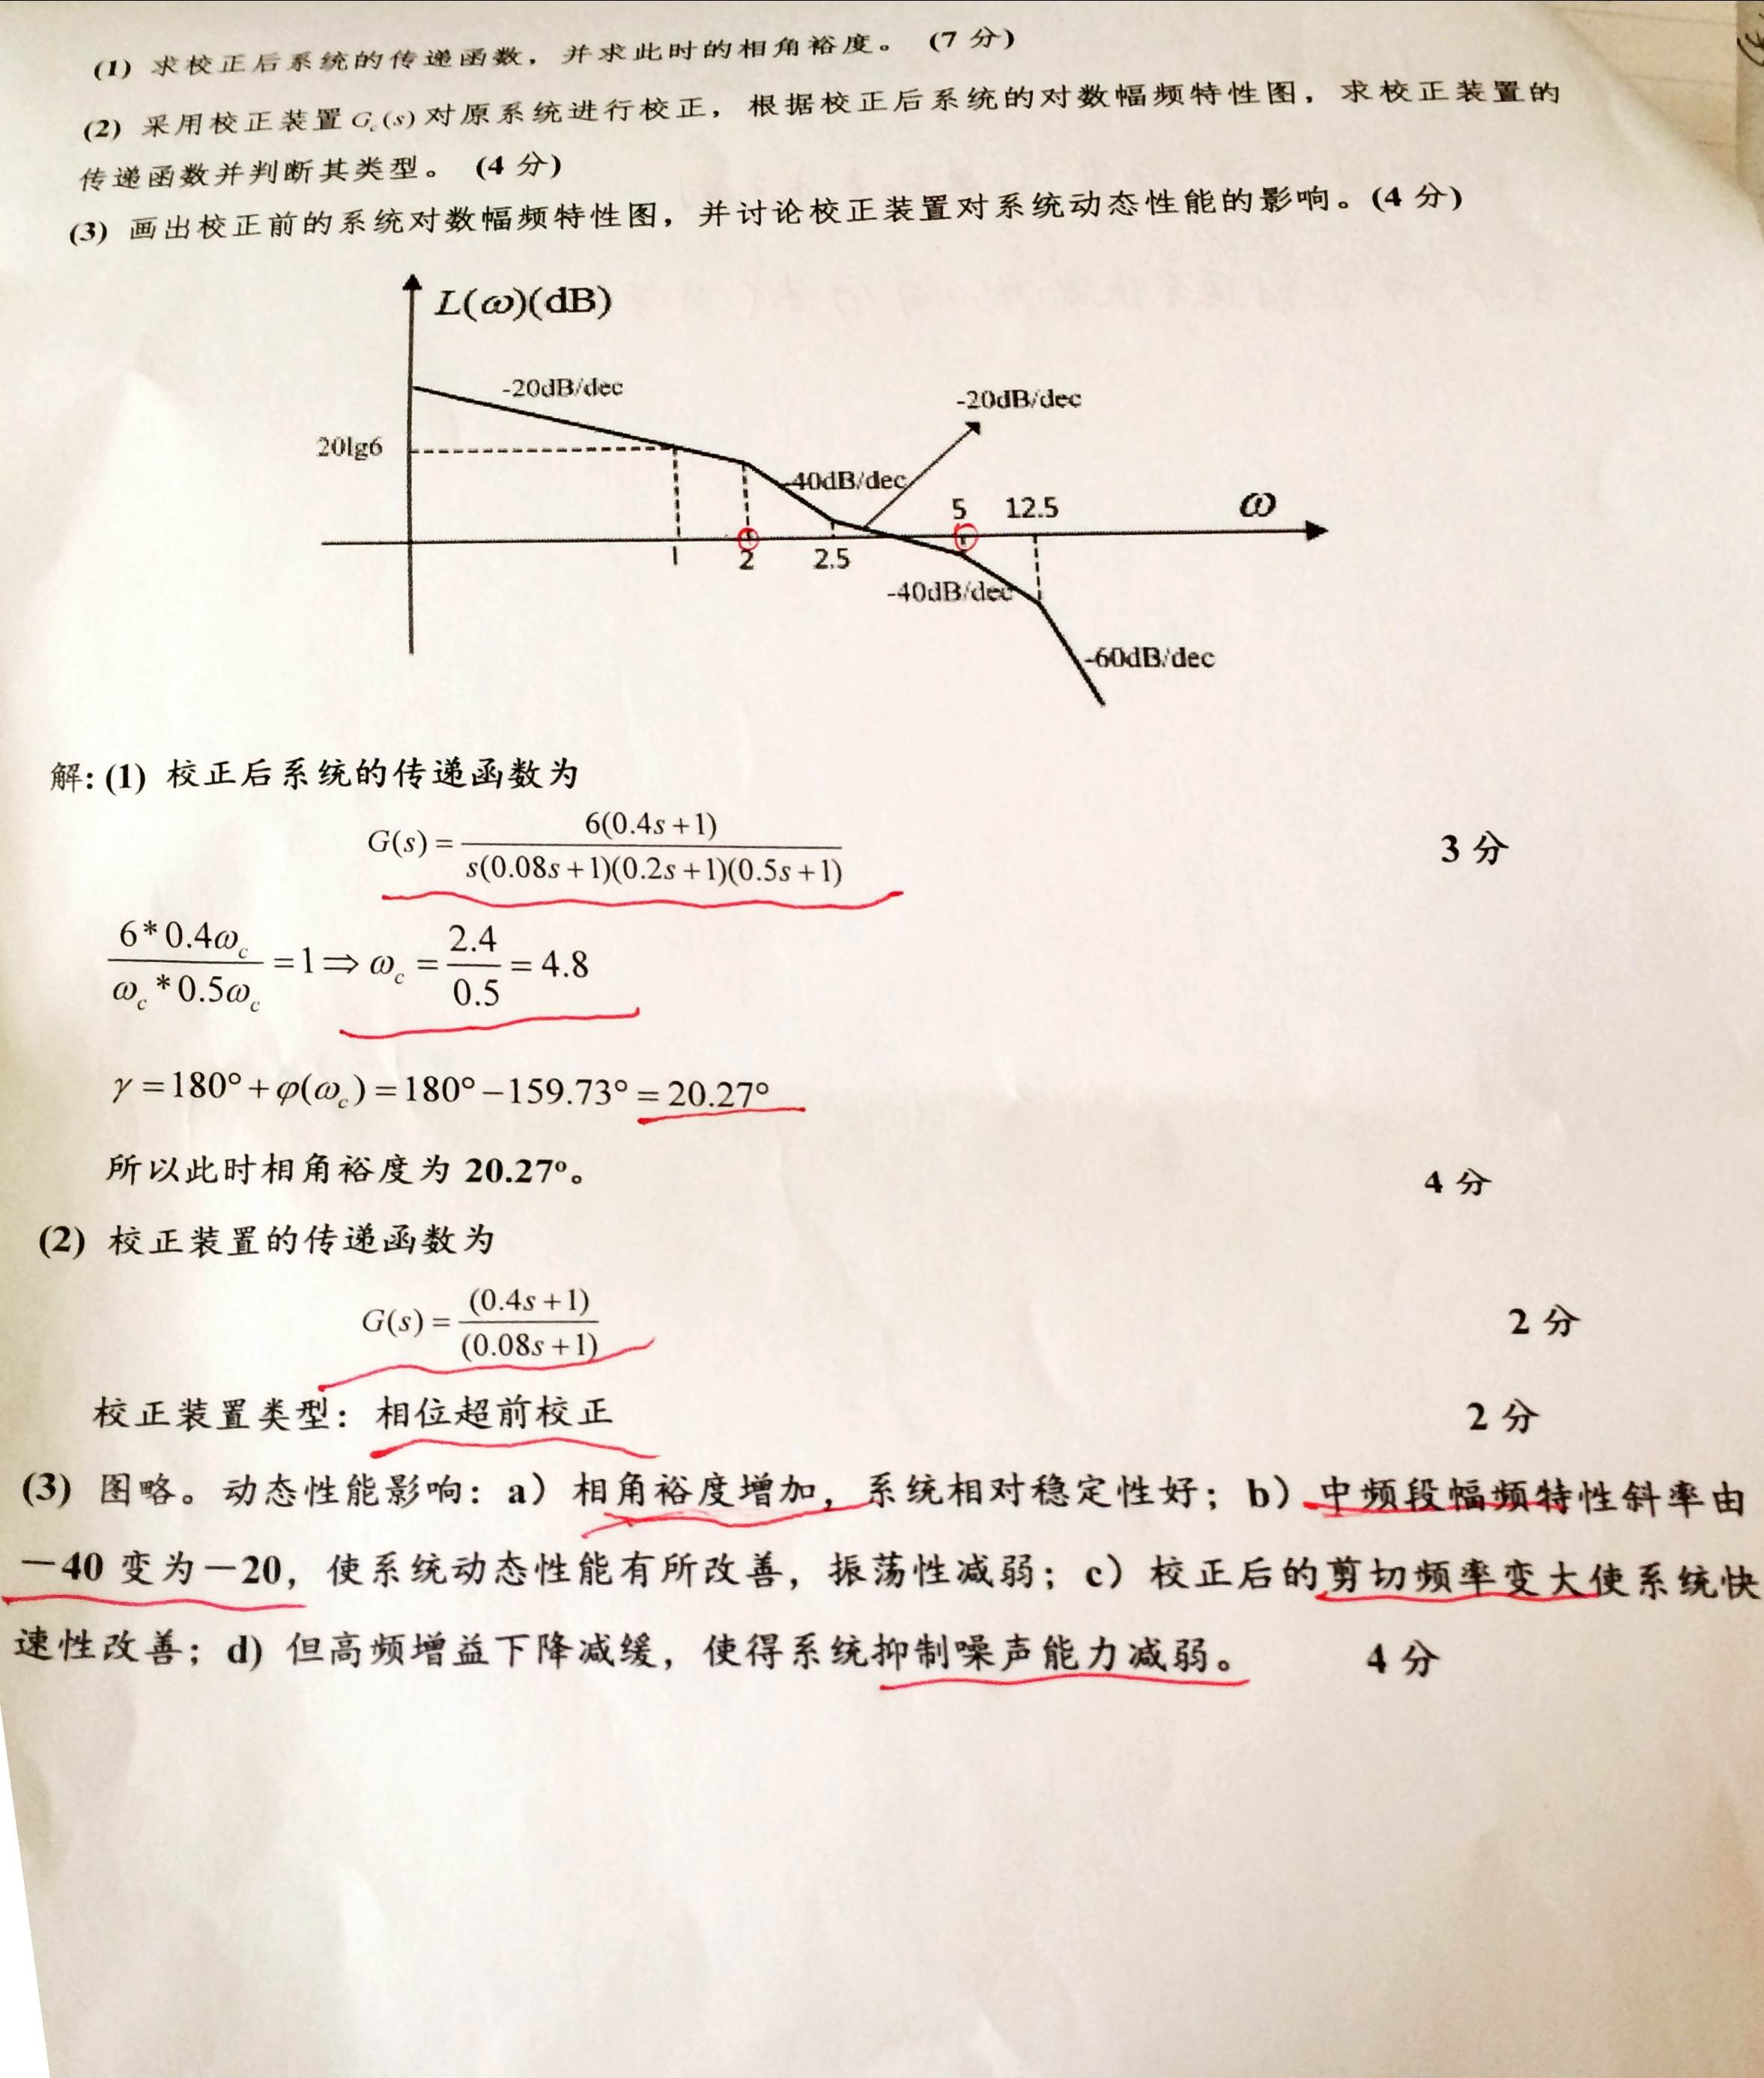 (1) 求校正后系统的传递函数，并求此时的相角裕度。 (7 分)
(2) 采用校正装置 G_c(s) 对原系统进行校正，根据校正后系统的对数幅频特性图，求校正装置的
传递函数并判断其类型。 (4 分)
(3) 画出校正前的系统对数幅频特性图，并讨论校正装置对系统动态性能的影响。(4 分)
L(ω)(dB)
-20dB/dec
-20dB/dec
20lg6
-40dB/dec
5 12.5 ω
1 2 2.5
-40dB/dec
-60dB/dec
解: (1) 校正后系统的传递函数为
G(s) = 6(0.4s+1) / s(0.08s+1)(0.2s+1)(0.5s+1) 3 分
6*0.4ω_c / ω_c*0.5ω_c = 1 ⇒ ω_c = 2.4 / 0.5 = 4.8
γ = 180° + φ(ω_c) = 180° − 159.73° = 20.27°
所以此时相角裕度为 20.27°。 4 分
(2) 校正装置的传递函数为
G(s) = (0.4s+1) / (0.08s+1) 2 分
校正装置类型：相位超前校正 2 分
(3) 图略。动态性能影响：a）相角裕度增加，系统相对稳定性好；b）中频段幅频特性斜率由
－40 变为－20，使系统动态性能有所改善，振荡性减弱；c）校正后的剪切频率变大使系统快
速性改善；d) 但高频增益下降减缓，使得系统抑制噪声能力减弱。 4 分